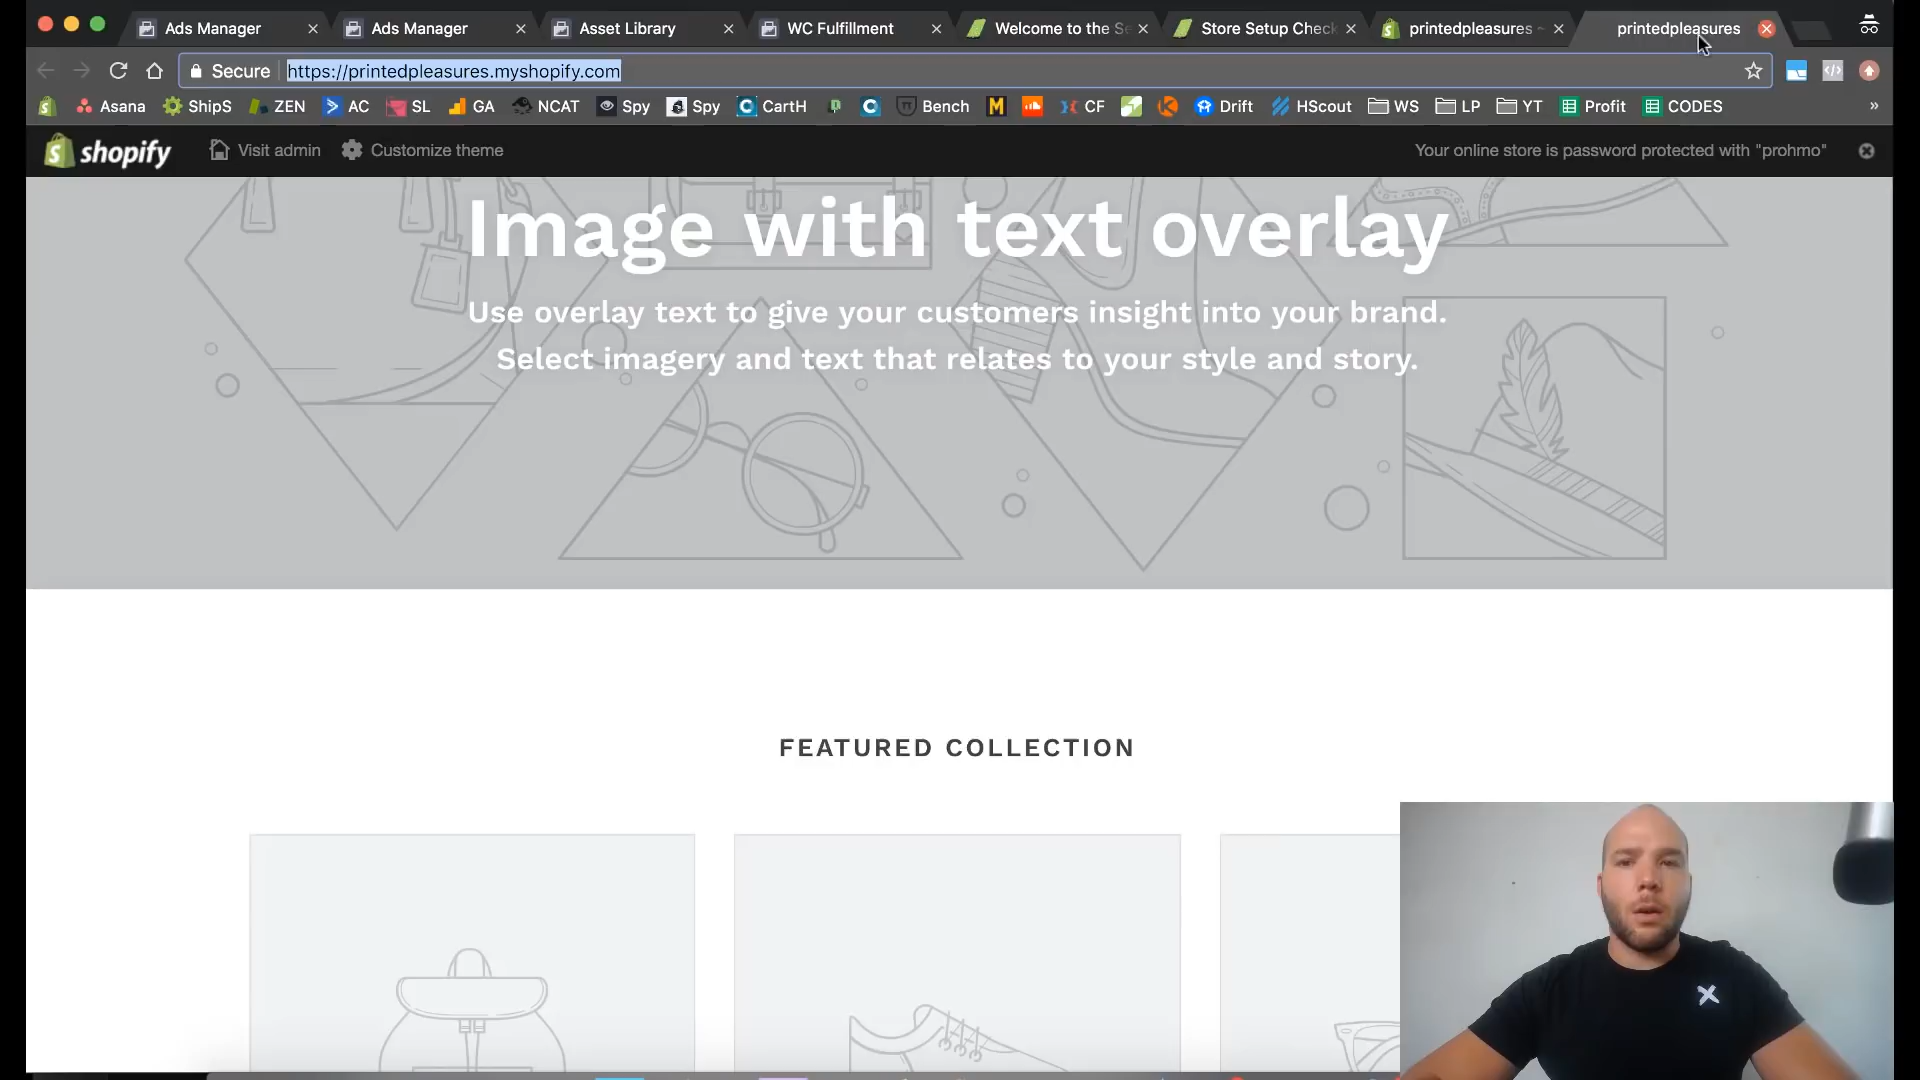 Ads Manager
Ads Manager
Asset Library
WC Fulfillment
Welcome to the Se
Store Setup Check
printedpleasures ~
printedpleasures
Secure
https://printedpleasures.myshopify.com
Asana
ShipS
ZEN
AC
SL
GA
NCAT
Spy
Spy
CartH
Bench
M
CF
Drift
HScout
WS
LP
YT
Profit
CODES
»
shopify
Visit admin
Customize theme
Your online store is password protected with "prohmo"
Image with text overlay
Use overlay text to give your customers insight into your brand.
Select imagery and text that relates to your style and story.
FEATURED COLLECTION